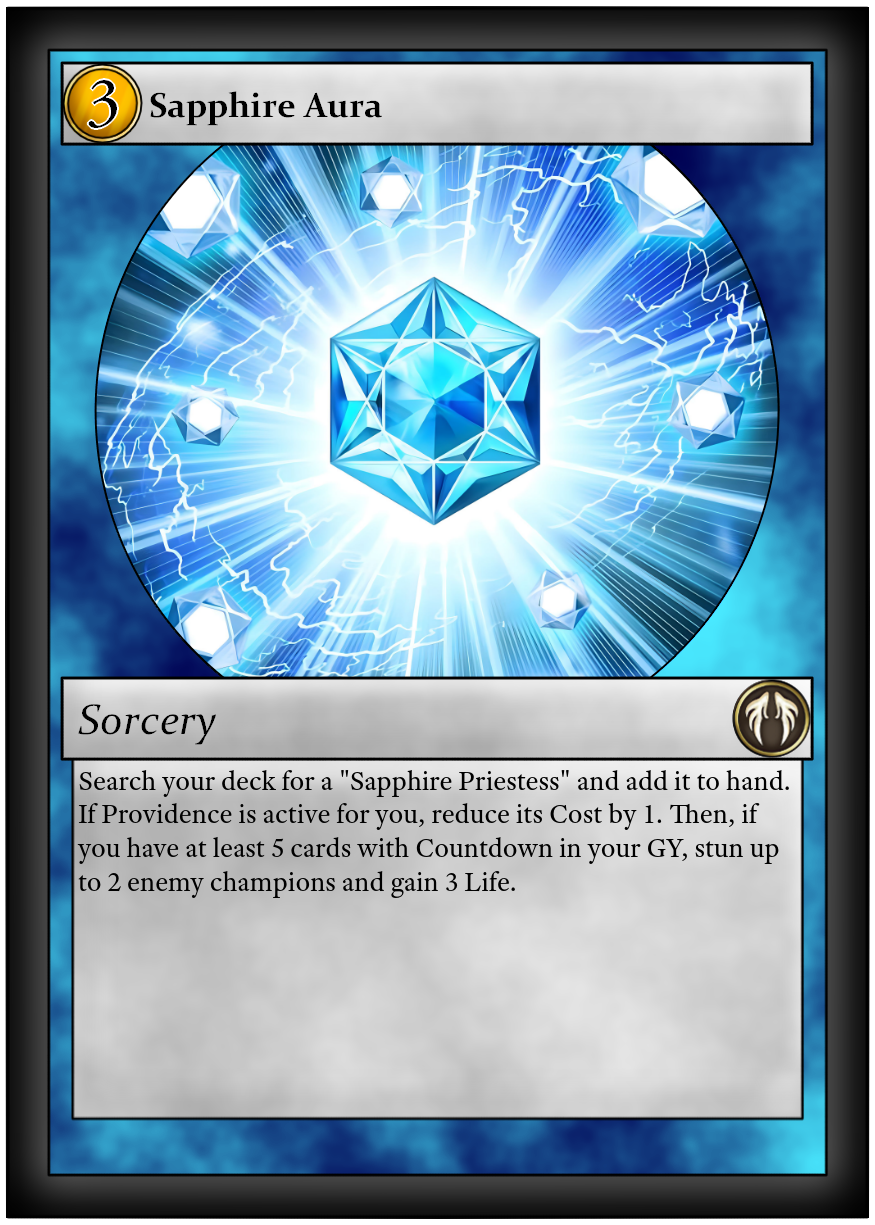 3
Sapphire Aura
Sorcery
Search your deck for a "Sapphire Priestess" and add it to hand.
If Providence is active for you, reduce its Cost by 1. Then, if
you have at least 5 cards with Countdown in your GY, stun up
to 2 enemy champions and gain 3 Life.